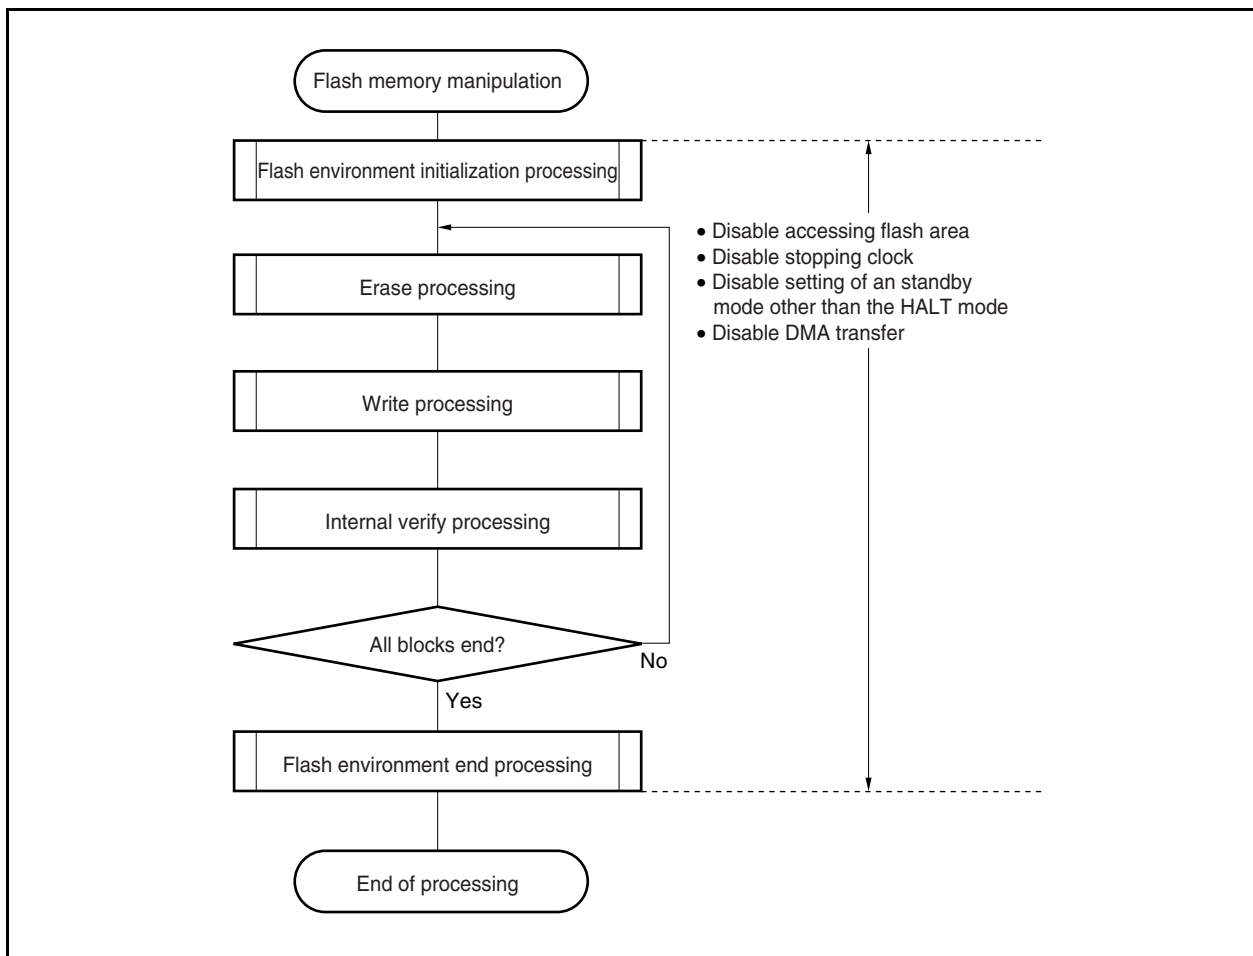 Flash memory manipulation
Flash environment initialization processing
• Disable accessing flash area
• Disable stopping clock
Erase processing
• Disable setting of an standby
mode other than the HALT mode
• Disable DMA transfer
Write processing
Internal verify processing
All blocks end?
No
Yes
Flash environment end processing
End of processing